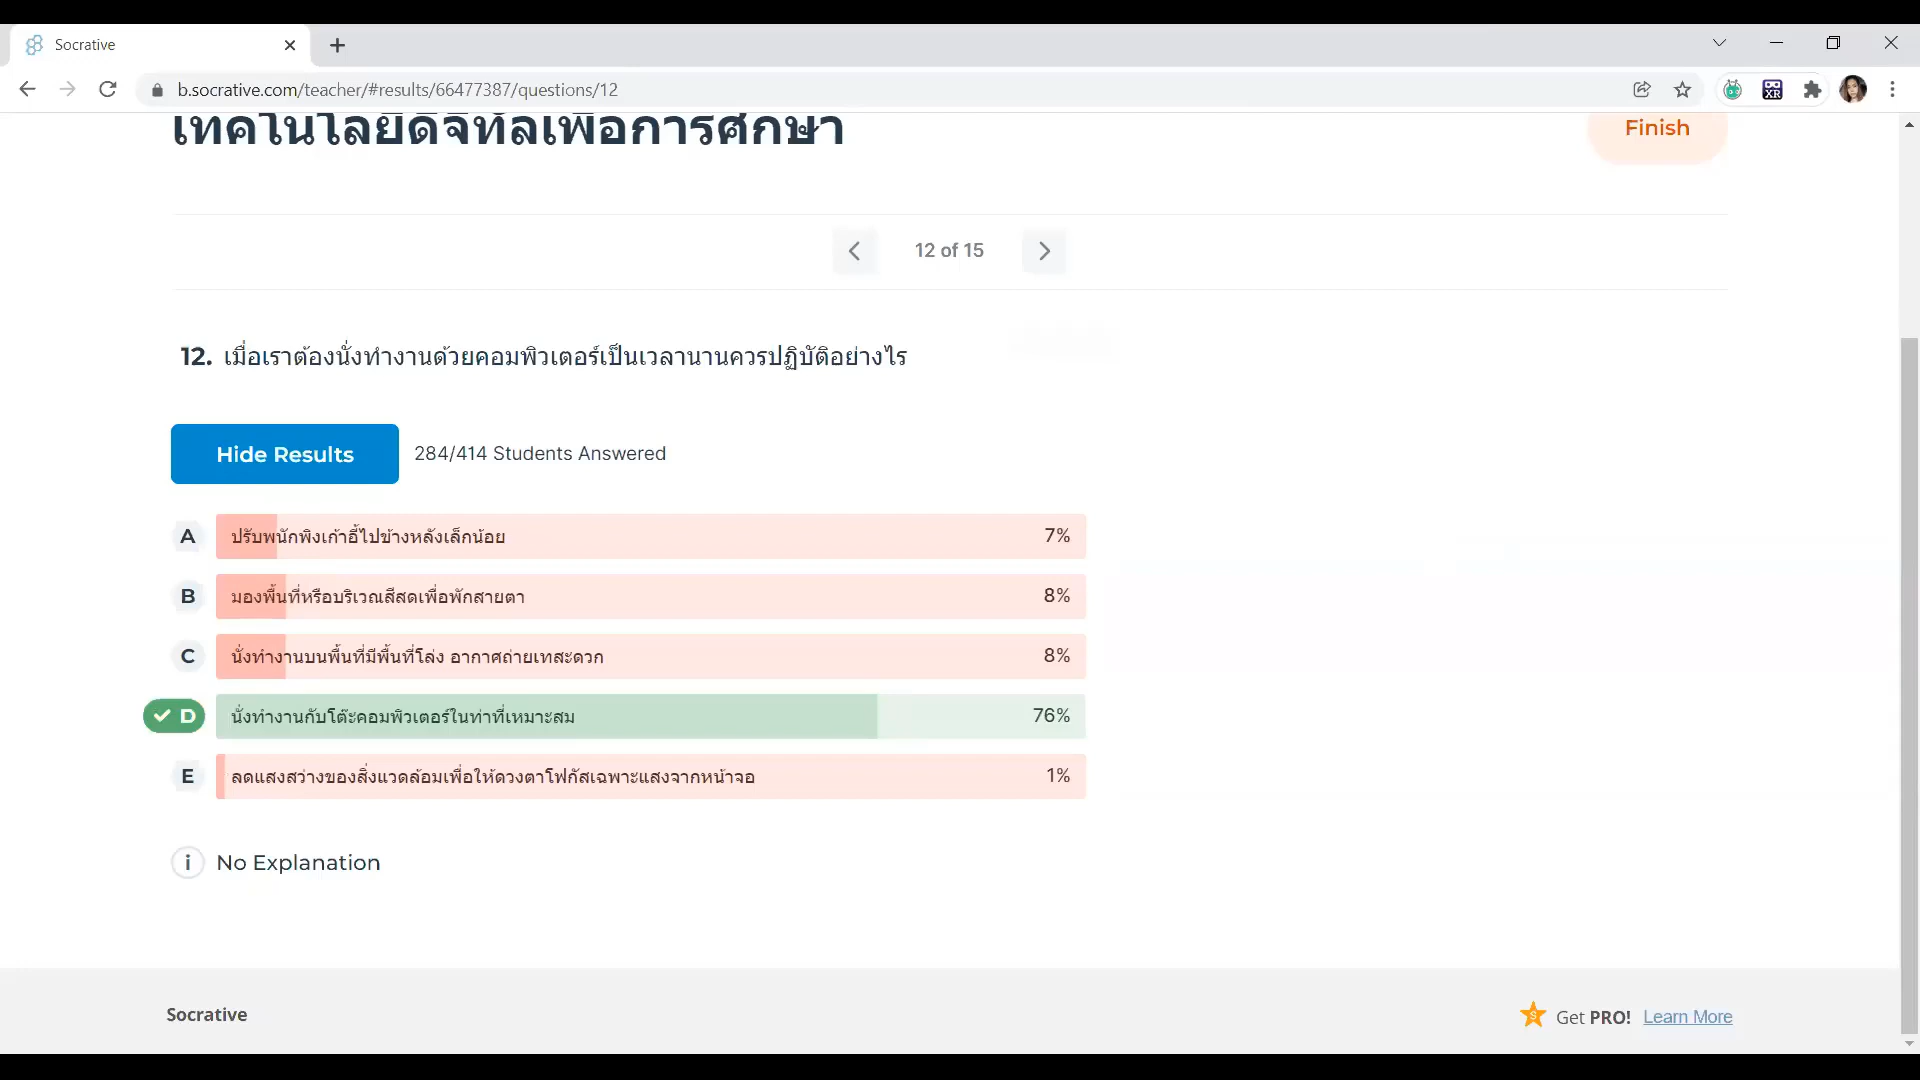 Socrative
b.socrative.com/teacher/#results/66477387/questions/12
เทคโนโลยีดิจิทัลเพื่อการศึกษา
Finish
12 of 15
12. เมื่อเราต้องนั่งทำงานด้วยคอมพิวเตอร์เป็นเวลานานควรปฏิบัติอย่างไร
Hide Results 284/414 Students Answered
A ปรับพนักพิงเก้าอี้ไปข้างหลังเล็กน้อย 7%
B มองพื้นที่หรือบริเวณสีสดเพื่อพักสายตา 8%
C นั่งทำงานบนพื้นที่มีพื้นที่โล่ง อากาศถ่ายเทสะดวก 8%
D นั่งทำงานกับโต๊ะคอมพิวเตอร์ในท่าที่เหมาะสม 76%
E ลดแสงสว่างของสิ่งแวดล้อมเพื่อให้ดวงตาโฟกัสเฉพาะแสงจากหน้าจอ 1%
i No Explanation
Socrative
Get PRO! Learn More